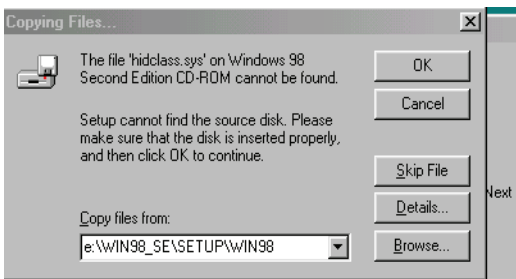 Copying Files...
The file 'hidclass.sys' on Windows 98
Second Edition CD-ROM cannot be found.
Setup cannot find the source disk. Please
make sure that the disk is inserted properly,
and then click OK to continue.
Copy files from:
e:\WIN98_SE\SETUP\WIN98
OK
Cancel
Skip File
Details...
Browse...
Next